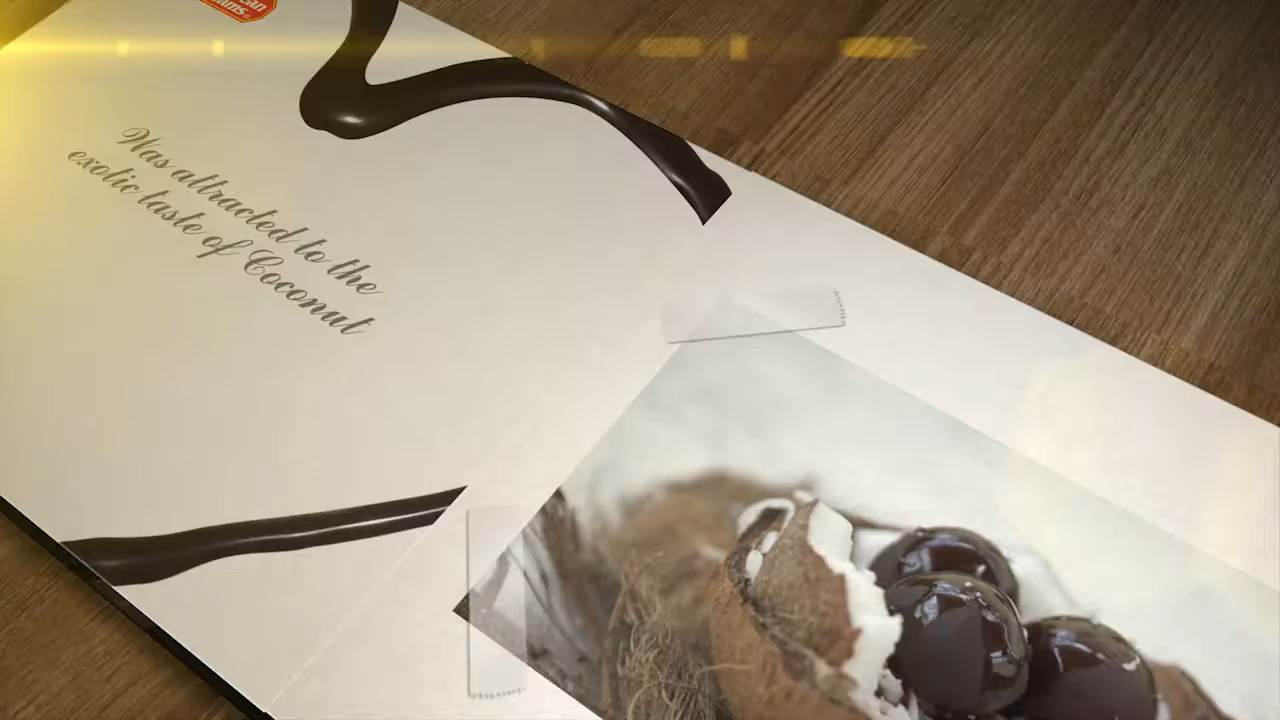 Was attracted to the
exotic taste of Coconut